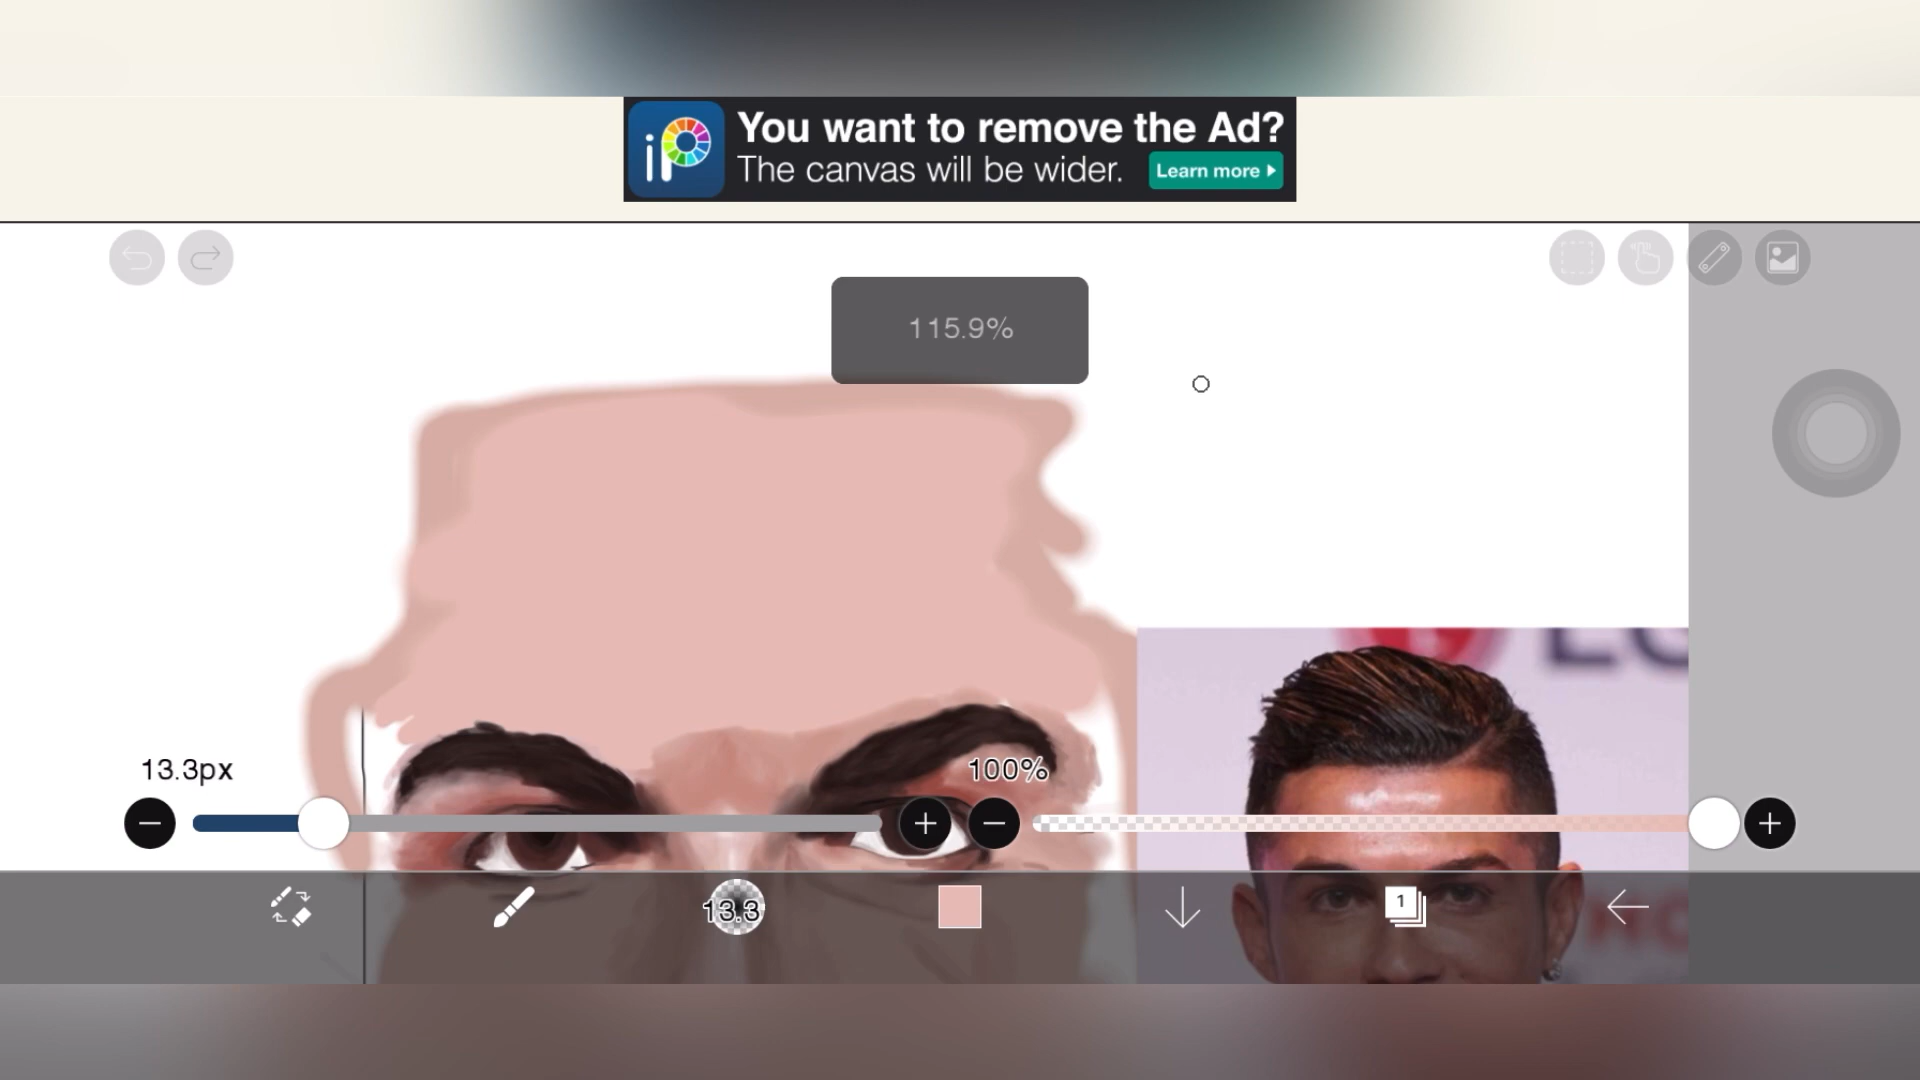 iP
You want to remove the Ad?
The canvas will be wider.
Learn more
115.9%
13.3px
100%
13.3
1